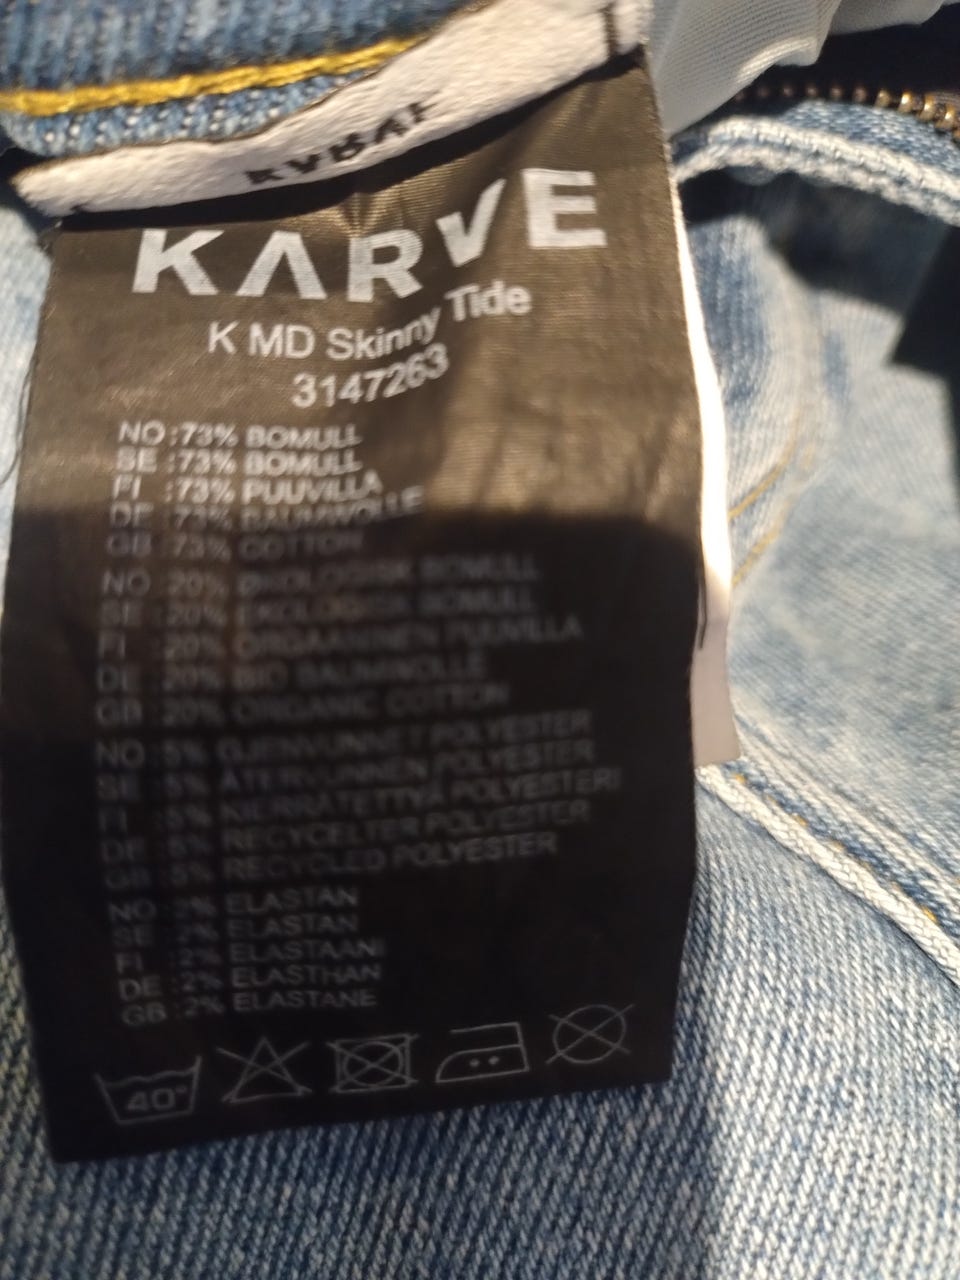 KARVE
K MD Skinny Tide
3147263
NO :73% BOMULL
SE :73% BOMULL
FI :73% PUUVILLA
DE :73% BAUMWOLLE
GB :73% COTTON
NO :20% ØKOLOGISK BOMULL
SE :20% EKOLOGISK BOMULL
FI :20% ORGAANINEN PUUVILLA
DE :20% BIO BAUMWOLLE
GB :20% ORGANIC COTTON
NO :5% GJENVUNNET POLYESTER
SE :5% ÅTERVUNNEN POLYESTER
FI :5% KIERRÄTETTYÄ POLYESTERI
DE :5% RECYCELTER POLYESTER
GB :5% RECYCLED POLYESTER
NO :2% ELASTAN
SE :2% ELASTAN
FI :2% ELASTAANI
DE :2% ELASTHAN
GB :2% ELASTANE
40°